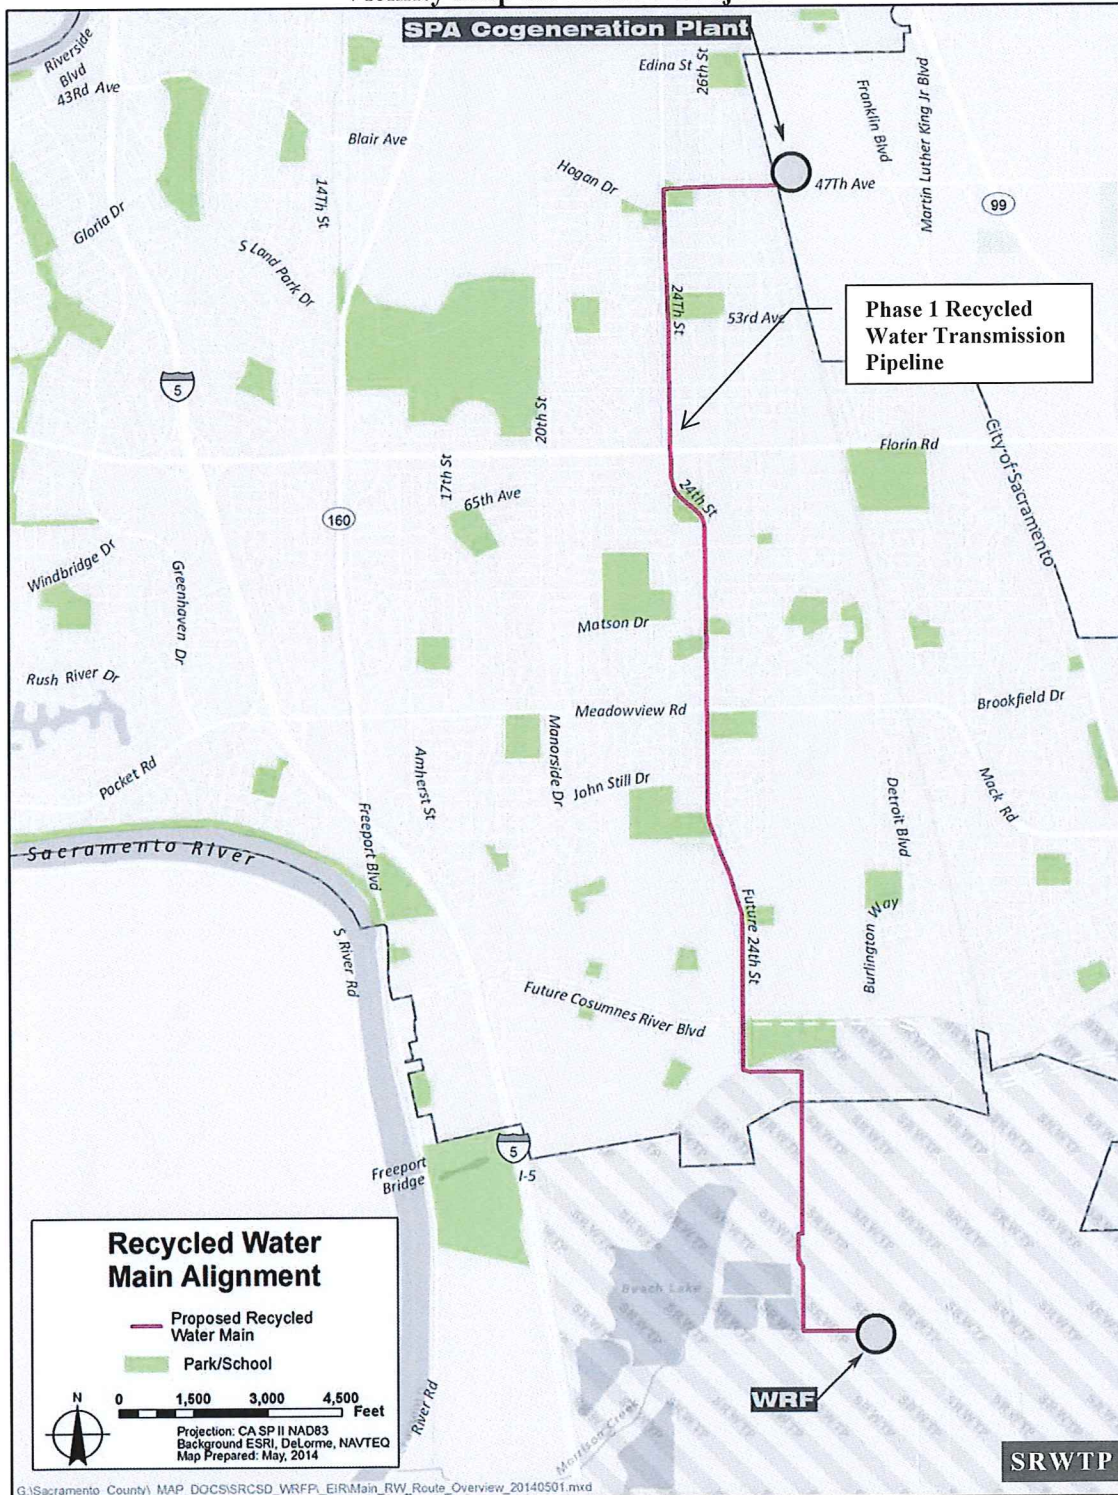 SPA Cogeneration Plant
Riverside
Blvd
43Rd Ave
Edina St
26th St
Franklin Blvd
Martin Luther King Jr Blvd
Blair Ave
Hogan Dr
47Th Ave
99
14Th St
Gloria Dr
S Land Park Dr
24Th St
53rd Ave
Phase 1 Recycled
Water Transmission
Pipeline
5
20th St
City of Sacramento
Florin Rd
17th St
65th Ave
24th St
160
Windbridge Dr
Greenhaven Dr
Matson Dr
Rush River Dr
Meadowview Rd
Brookfield Dr
Manorside Dr
Amherst St
Pocket Rd
John Still Dr
Detroit Blvd
Mack Rd
Freeport Blvd
Sacramento River
Future 24th St
Burlington Way
S River Rd
Future Cosumnes River Blvd
5
I-5
Freeport
Bridge
Beach Lake
WRF
Morrison Creek
River Rd
SRWTP
Recycled Water
Main Alignment
Proposed Recycled
Water Main
Park/School
N
0 1,500 3,000 4,500
Feet
Projection: CA SP II NAD83
Background ESRI, DeLorme, NAVTEQ
Map Prepared: May, 2014
SRWTP
G:\Sacramento_County\_MAP_DOCS\SRCSD_WRFP\_EIR\Main_RW_Route_Overview_20140501.mxd